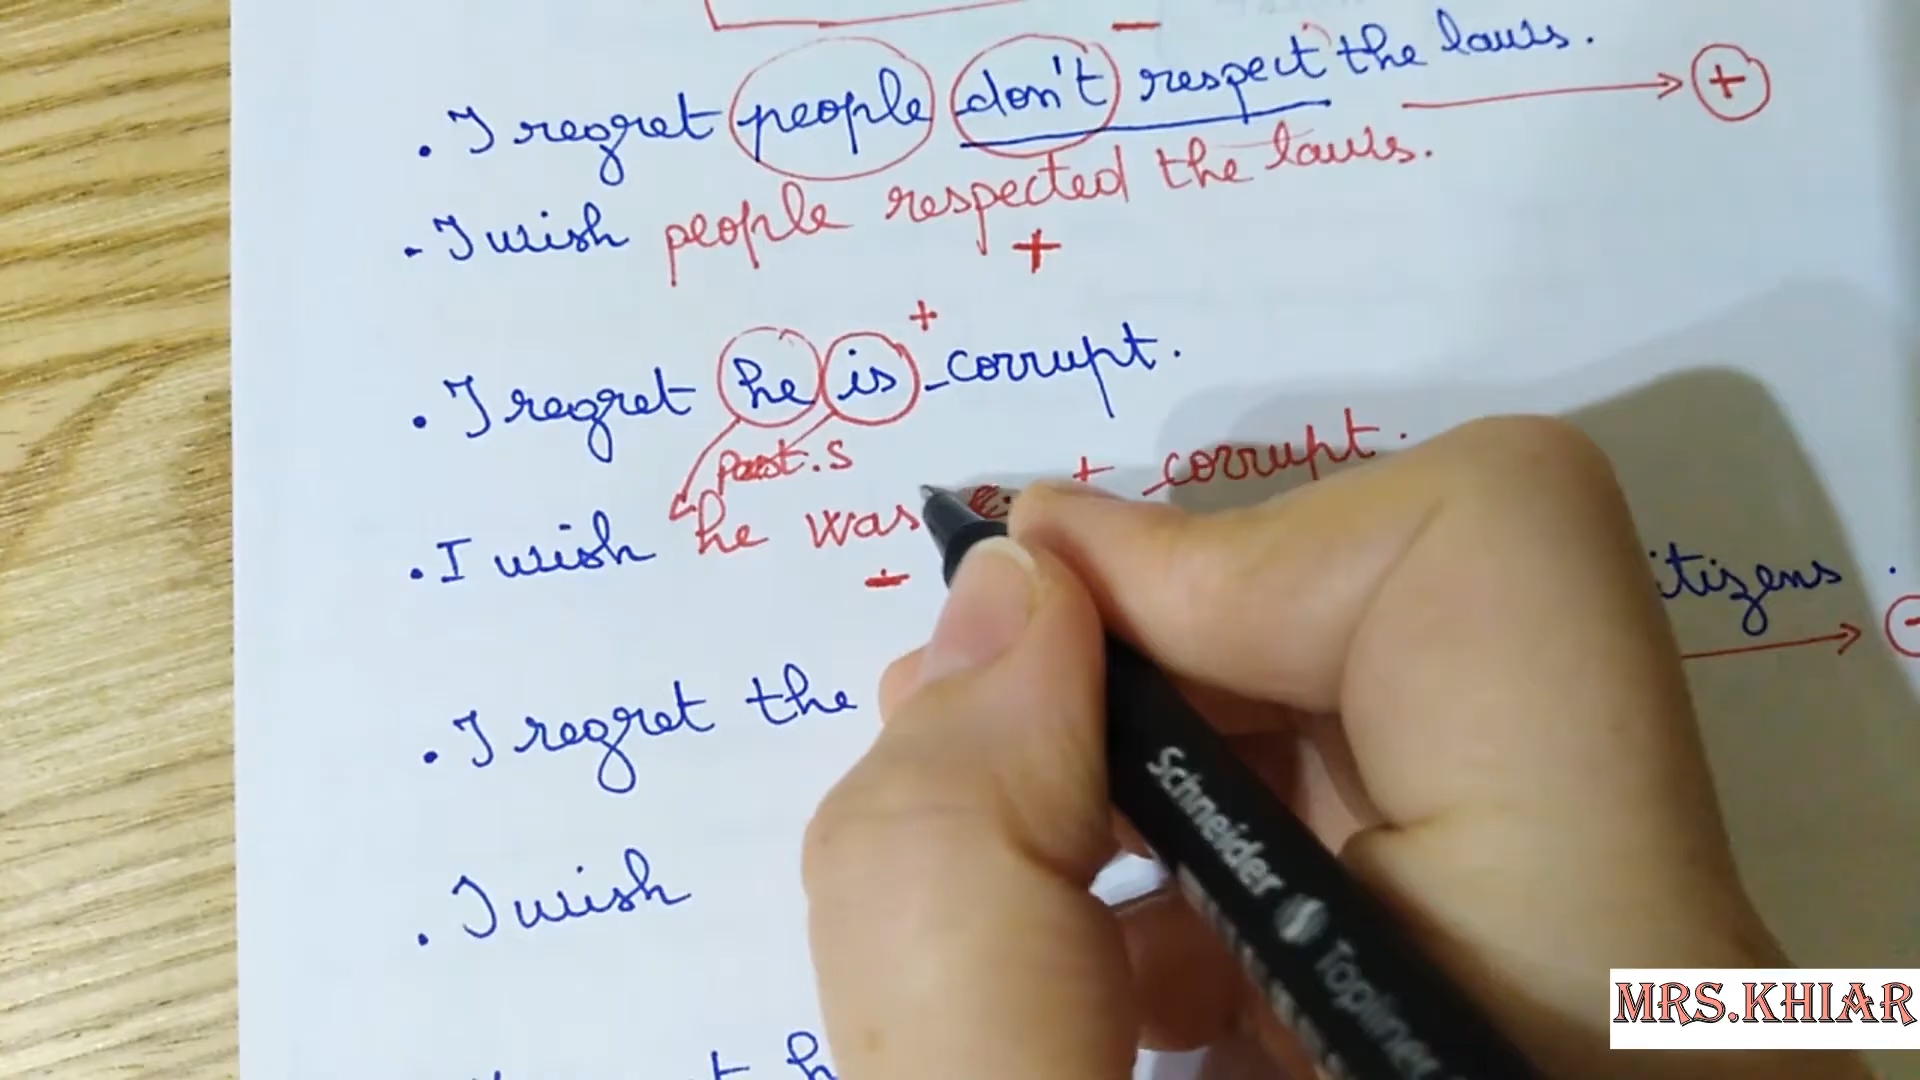 -
. I regret people don't respect the laws.
+
- I wish people respected the laws.
+
+
. I regret he is corrupt.
past.s
. I wish he was corrupt.
-
itizens .
. I regret the
. I wish
Schneider Topliner
MRS.KHIAR